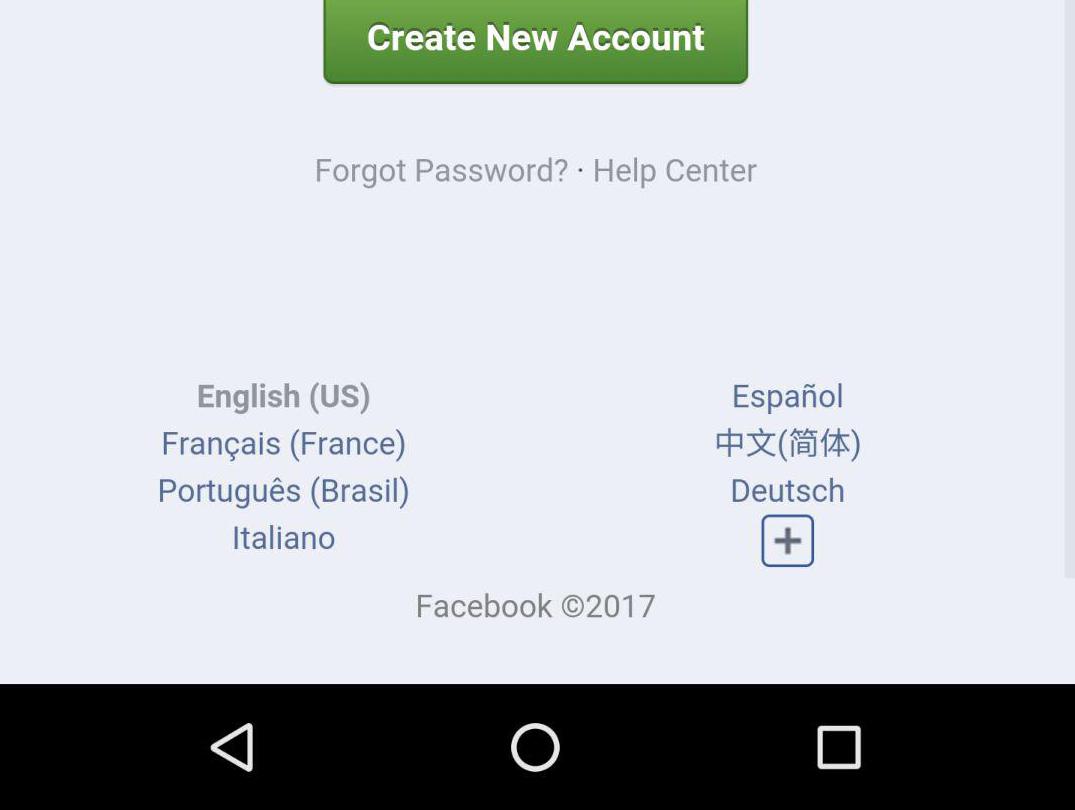 Create New Account
Forgot Password? · Help Center
English (US)
Español
Français (France)
中文(简体)
Português (Brasil)
Deutsch
Italiano
Facebook ©2017